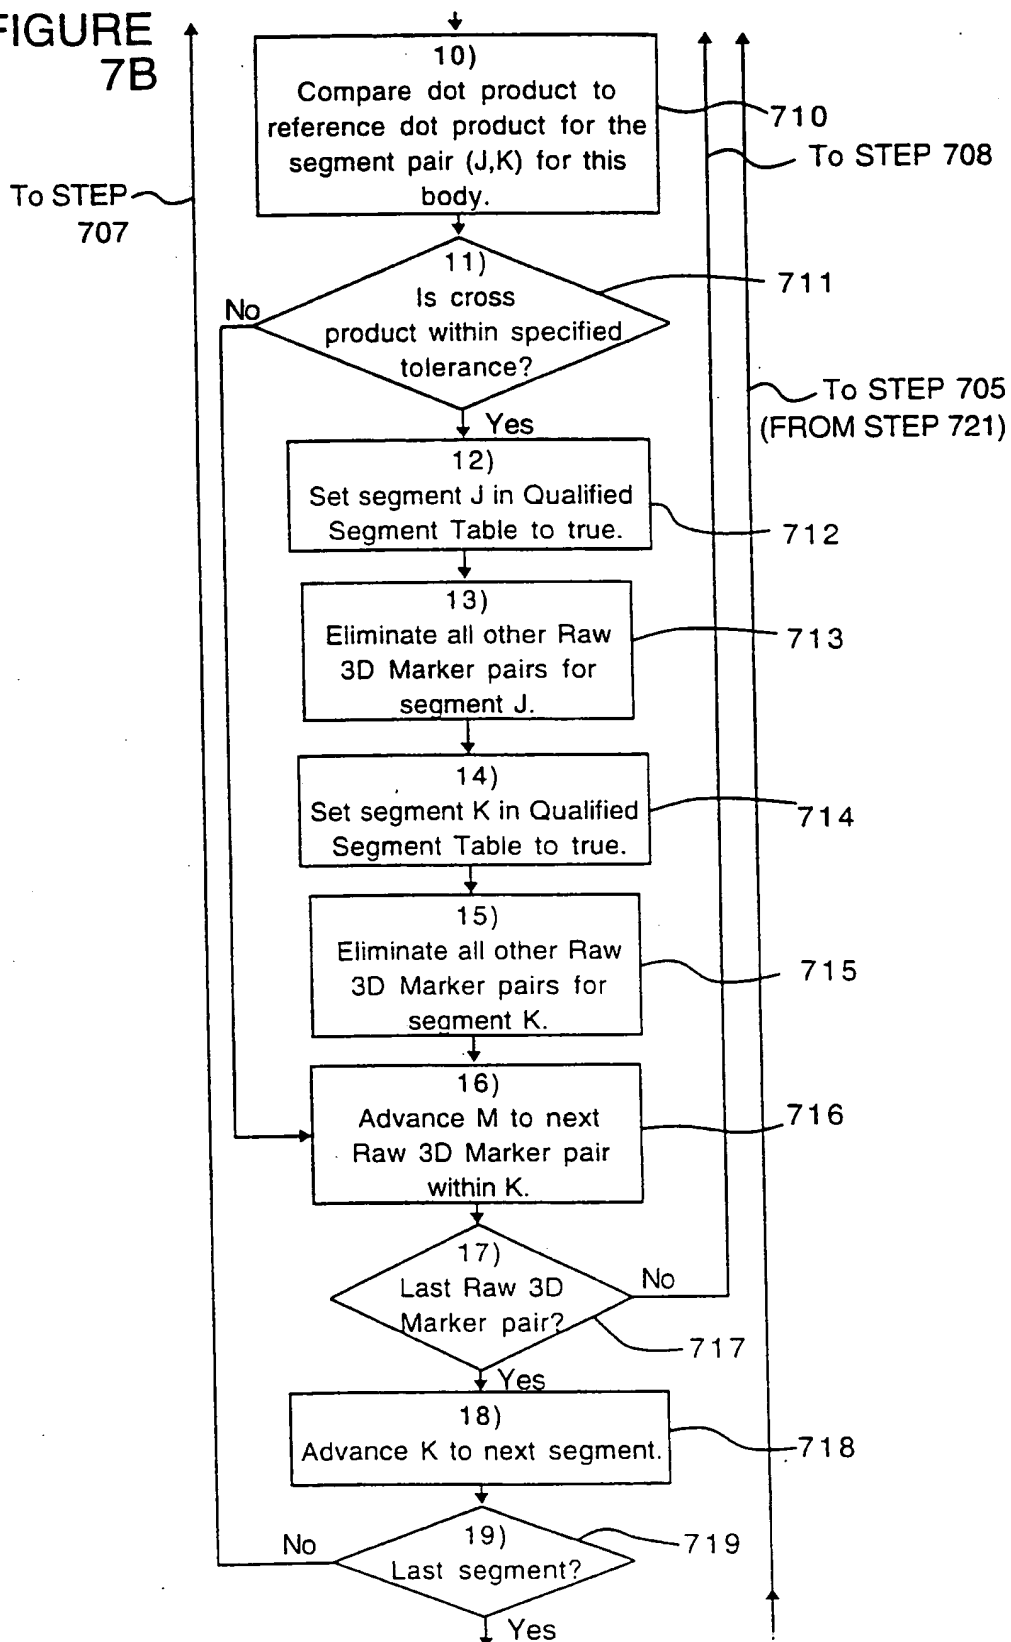 FIGURE
7B
10)
Compare dot product to
reference dot product for the
segment pair (J,K) for this
body.
710
To STEP 708
To STEP
707
11)
Is cross
product within specified
tolerance?
711
No
To STEP 705
(FROM STEP 721)
Yes
12)
Set segment J in Qualified
Segment Table to true.
712
13)
Eliminate all other Raw
3D Marker pairs for
segment J.
713
14)
Set segment K in Qualified
Segment Table to true.
714
15)
Eliminate all other Raw
3D Marker pairs for
segment K.
715
16)
Advance M to next
Raw 3D Marker pair
within K.
716
17)
Last Raw 3D
Marker pair?
No
717
Yes
18)
Advance K to next segment.
718
19)
Last segment?
No
719
Yes